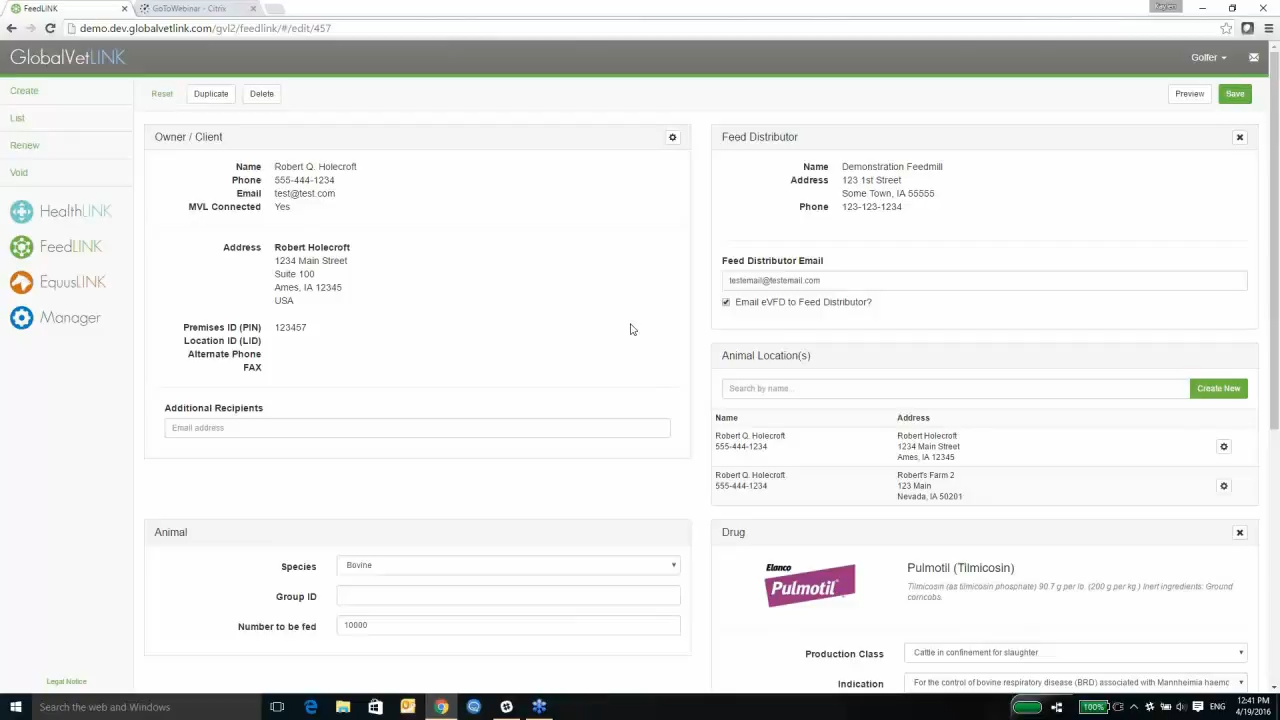 FeedLINK
GoToWebinar - Citrix
demo.dev.globalvetlink.com/gvl2/feedlink/#/edit/457
GlobalVetLINK
Golfer
Create
List
Renew
Void
HealthLINK
FeedLINK
EquusLINK
Manager
Legal Notice
Reset
Duplicate
Delete
Preview
Save
Owner / Client
Name Robert Q. Holecroft
Phone 555-444-1234
Email test@test.com
MVL Connected Yes
Address Robert Holecroft
1234 Main Street
Suite 100
Ames, IA 12345
USA
Premises ID (PIN) 123457
Location ID (LID)
Alternate Phone
FAX
Additional Recipients
Email address
Feed Distributor
Name Demonstration Feedmill
Address 123 1st Street
Some Town, IA 55555
Phone 123-123-1234
Feed Distributor Email
testemail@testemail.com
Email eVFD to Feed Distributor?
Animal Location(s)
Search by name...
Create New
Name Address
Robert Q. Holecroft Robert Holecroft
555-444-1234 1234 Main Street
Ames, IA 12345
Robert Q. Holecroft Robert's Farm 2
555-444-1234 123 Main
Nevada, IA 50201
Animal
Species Bovine
Group ID
Number to be fed 10000
Drug
Elanco
Pulmotil
Pulmotil (Tilmicosin)
Tilmicosin (as tilmicosin phosphate) 90.7 g per lb. (200 g per kg.) Inert ingredients: Ground
corncobs.
Production Class Cattle in confinement for slaughter
Indication For the control of bovine respiratory disease (BRD) associated with Mannheimia haemo
Search the web and Windows
100%
ENG
12:41 PM
4/19/2016